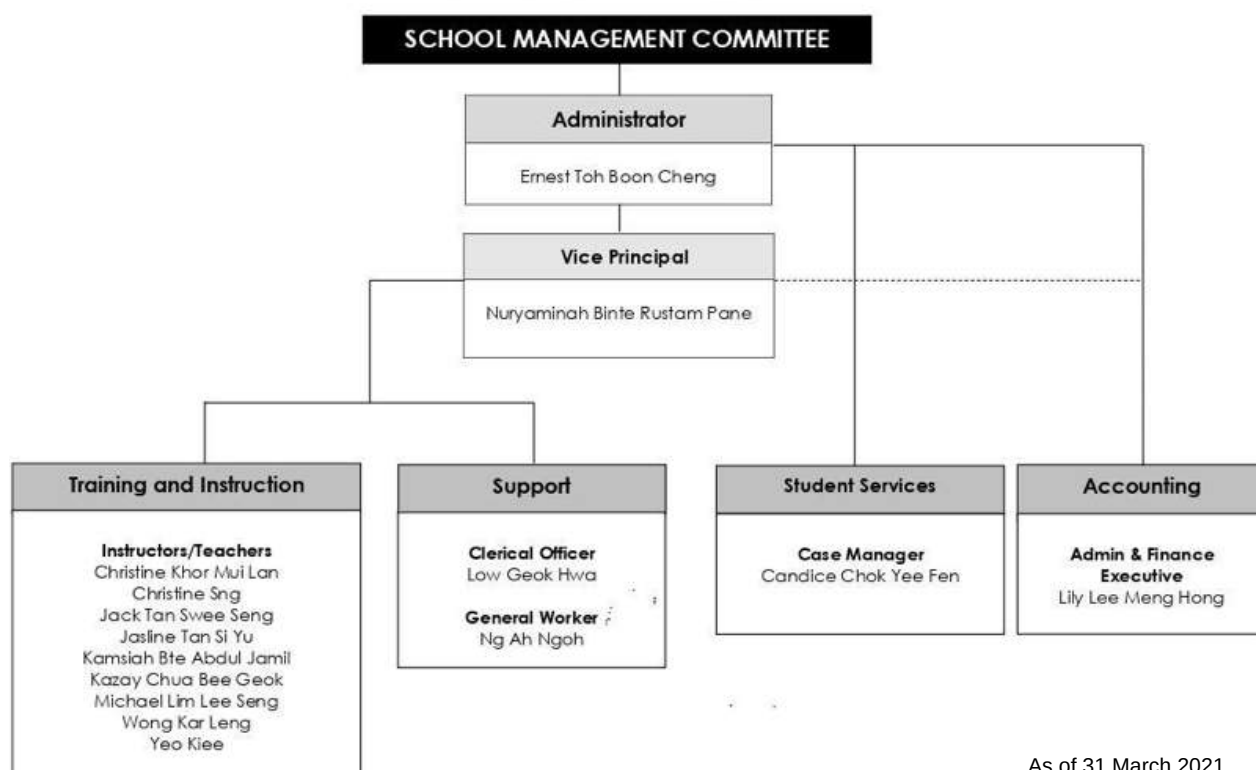 SCHOOL MANAGEMENT COMMITTEE
Administrator
Ernest Toh Boon Cheng
Vice Principal
Nuryaminah Binte Rustam Pane
Training and Instruction
Instructors/Teachers
Christine Khor Mui Lan
Christine Sng
Jack Tan Swee Seng
Jasline Tan Si Yu
Kamsiah Bte Abdul Jamil
Kazay Chua Bee Geok
Michael Lim Lee Seng
Wong Kar Leng
Yeo Kiee
Support
Clerical Officer
Low Geok Hwa
General Worker
Ng Ah Ngoh
Student Services
Case Manager
Candice Chok Yee Fen
Accounting
Admin & Finance
Executive
Lily Lee Meng Hong
As of 31 March 2021